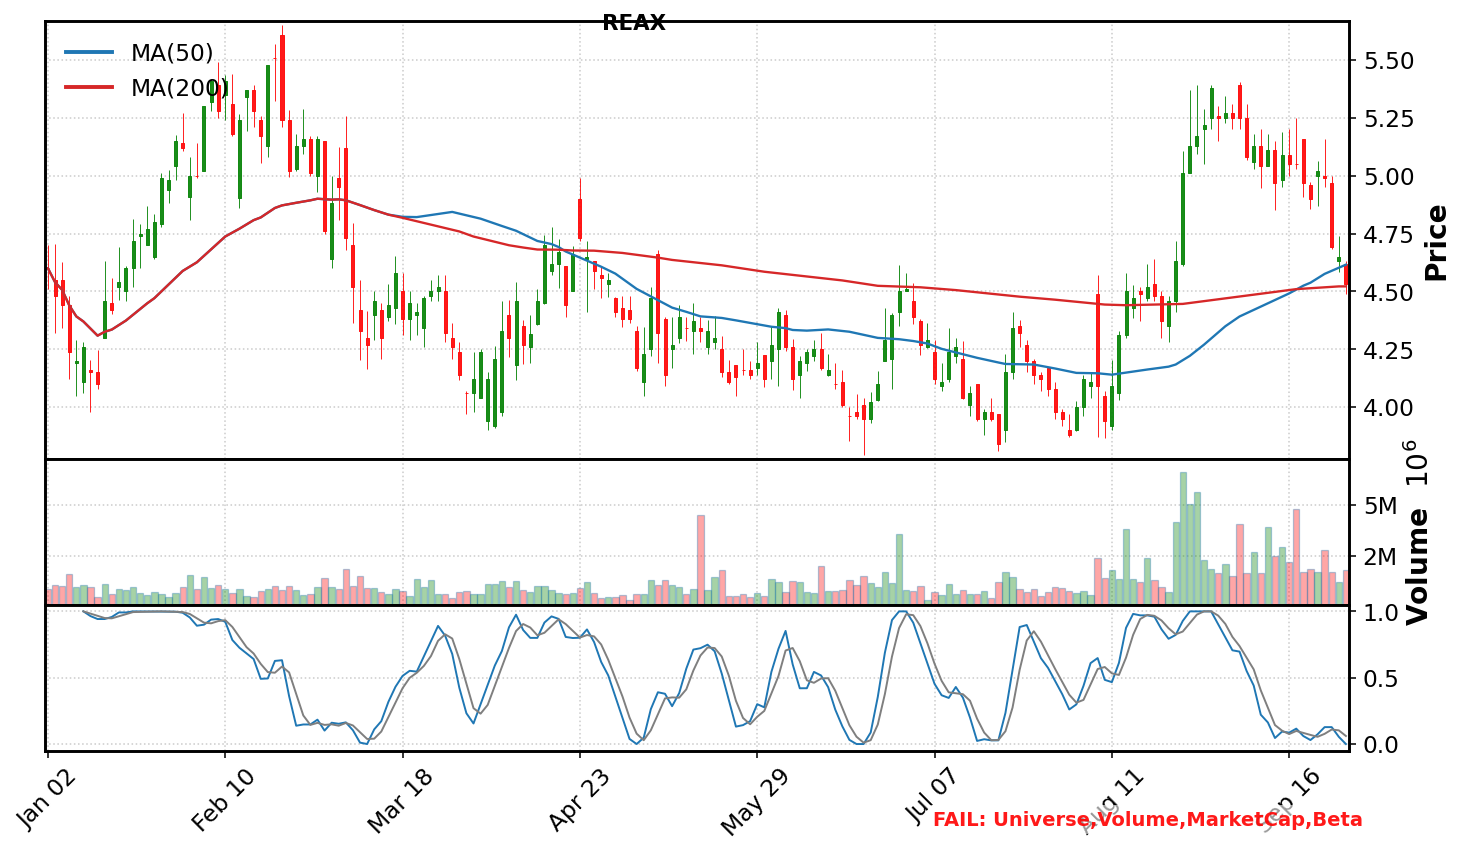 REAX
MA(50)
MA(200)
5.50
5.25
5.00
4.75
4.50
4.25
4.00
Price
10^6
5M
2M
Volume
1.0
0.5
0.0
Jan 02
Feb 10
Mar 18
Apr 23
May 29
Jul 07
Aug 11
Sep 16
FAIL: Universe,Volume,MarketCap,Beta